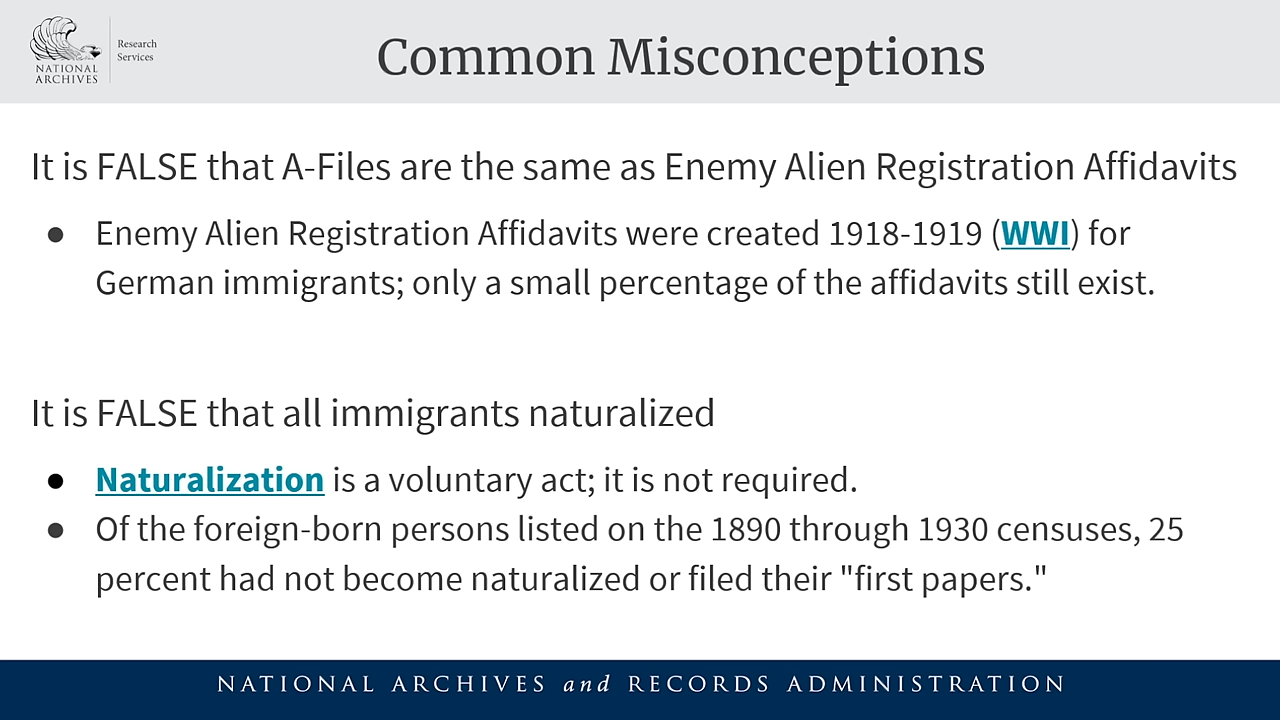 NATIONAL
ARCHIVES
Research
Services
Common Misconceptions
It is FALSE that A-Files are the same as Enemy Alien Registration Affidavits
● Enemy Alien Registration Affidavits were created 1918-1919 (WWI) for
German immigrants; only a small percentage of the affidavits still exist.
It is FALSE that all immigrants naturalized
● Naturalization is a voluntary act; it is not required.
● Of the foreign-born persons listed on the 1890 through 1930 censuses, 25
percent had not become naturalized or filed their "first papers."
NATIONAL ARCHIVES and RECORDS ADMINISTRATION